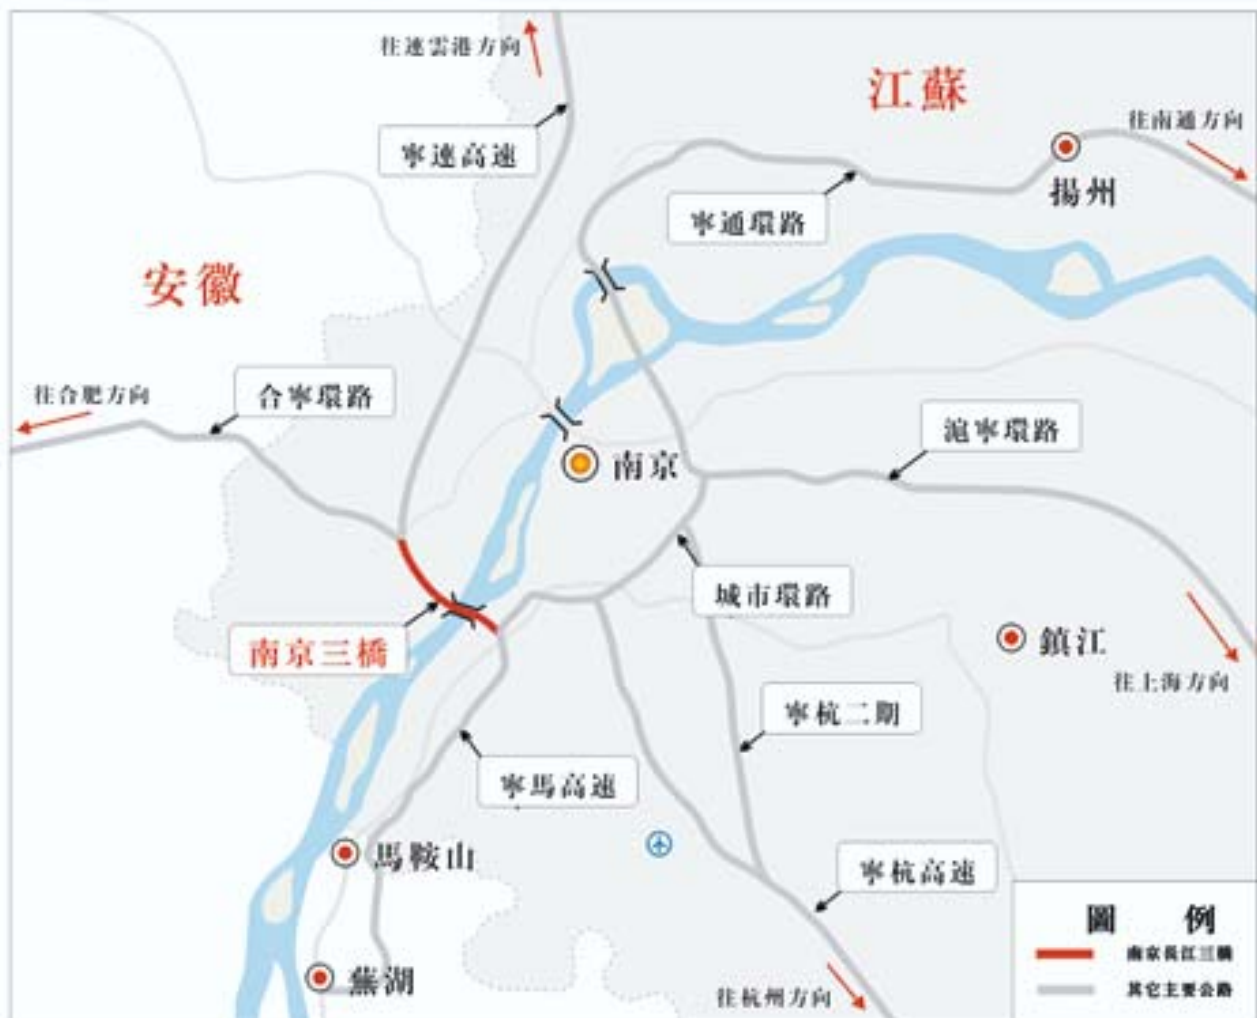 往連雲港方向
江蘇
往南通方向
寧連高速
揚州
寧通環路
安徽
往合肥方向
合寧環路
滬寧環路
南京
城市環路
南京三橋
鎮江
往上海方向
寧杭二期
寧馬高速
馬鞍山
寧杭高速
蕪湖
往杭州方向
圖 例
南京長江三橋
其它主要公路